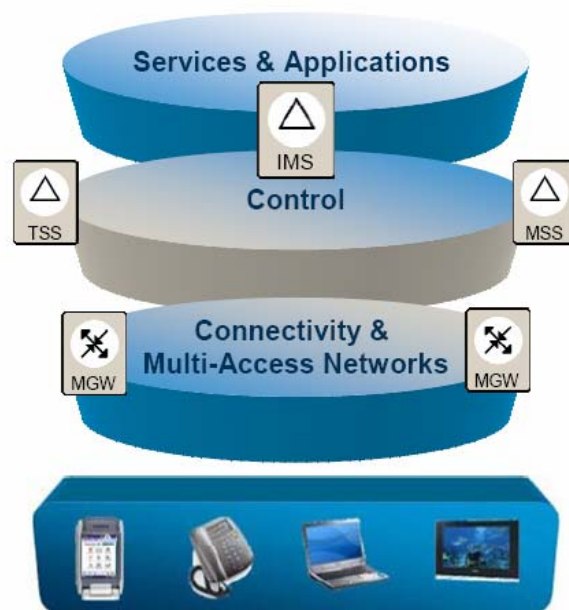 Services & Applications
IMS
TSS
Control
MSS
MGW
Connectivity &
Multi-Access Networks
MGW